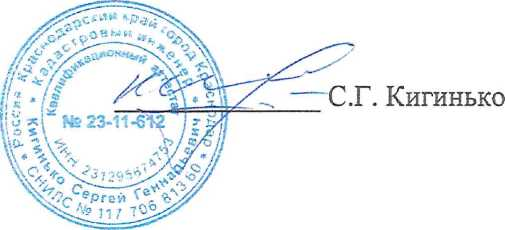 Россия Краснодарский край город Краснодар
* Кадастровый инженер *
Кигинько Сергей Геннадьевич
* СНИЛС № 117 706 813 60 *
Квалификационный аттестат
№ 23-11-612
ИНН 231295674753
С.Г. Кигинько